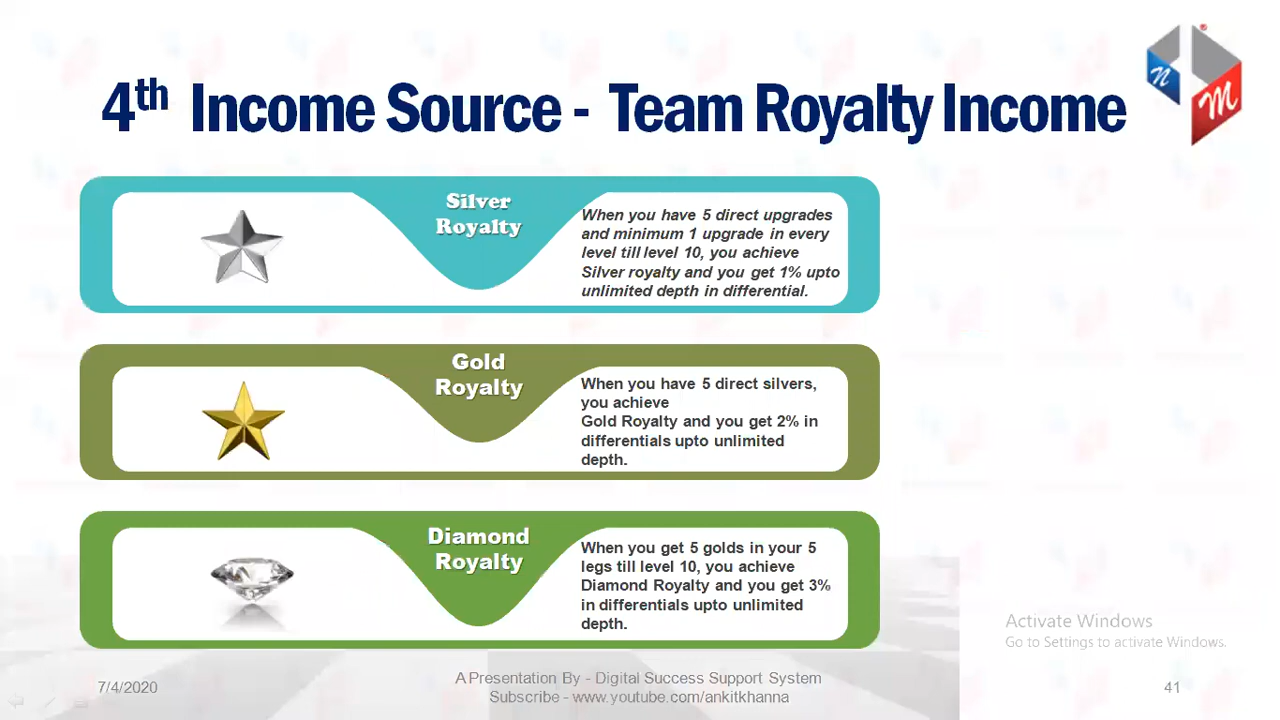 4th Income Source - Team Royalty Income
n
M
Silver
Royalty
When you have 5 direct upgrades
and minimum 1 upgrade in every
level till level 10, you achieve
Silver royalty and you get 1% upto
unlimited depth in differential.
Gold
Royalty
When you have 5 direct silvers,
you achieve
Gold Royalty and you get 2% in
differentials upto unlimited
depth.
Diamond
Royalty
When you get 5 golds in your 5
legs till level 10, you achieve
Diamond Royalty and you get 3%
in differentials upto unlimited
depth.
Activate Windows
Go to Settings to activate Windows.
7/4/2020
A Presentation By - Digital Success Support System
Subscribe - www.youtube.com/ankitkhanna
41